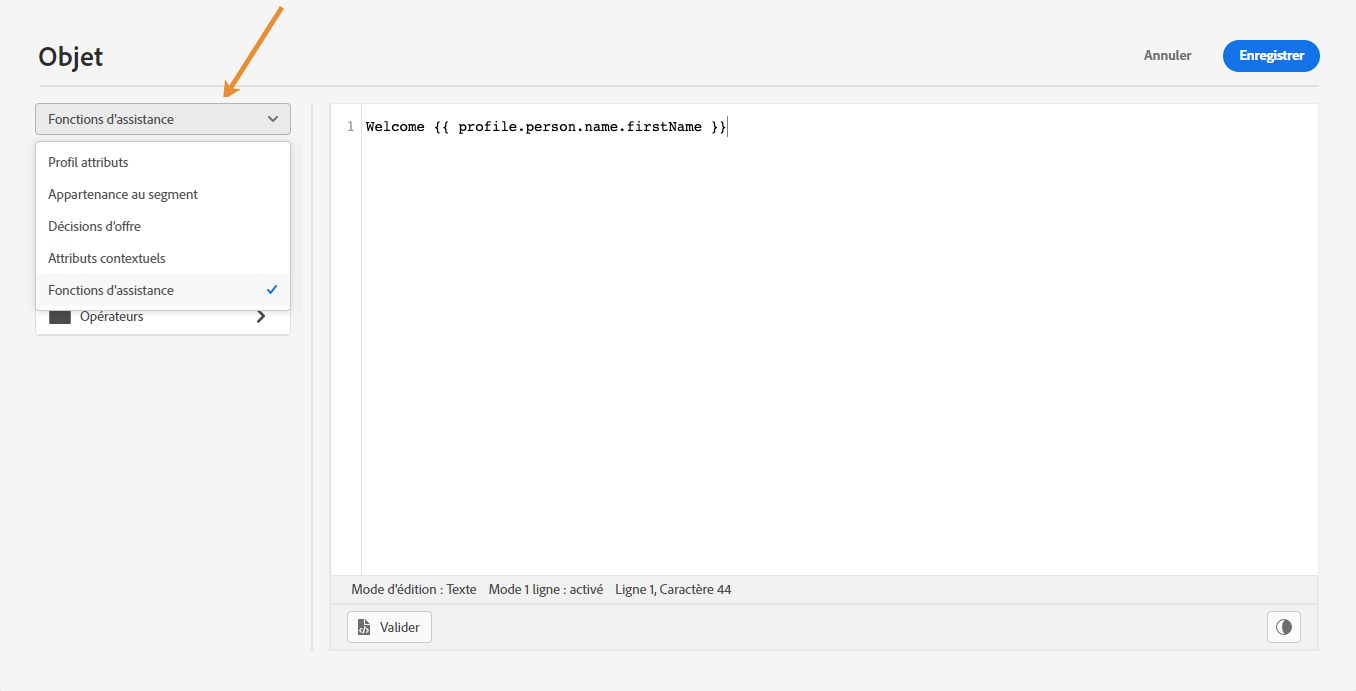 Objet
Annuler
Enregistrer
Fonctions d'assistance
Profil attributs
Appartenance au segment
Décisions d'offre
Attributs contextuels
Fonctions d'assistance
Opérateurs
1 Welcome {{ profile.person.name.firstName }}
Mode d'édition : Texte Mode 1 ligne : activé Ligne 1, Caractère 44
Valider